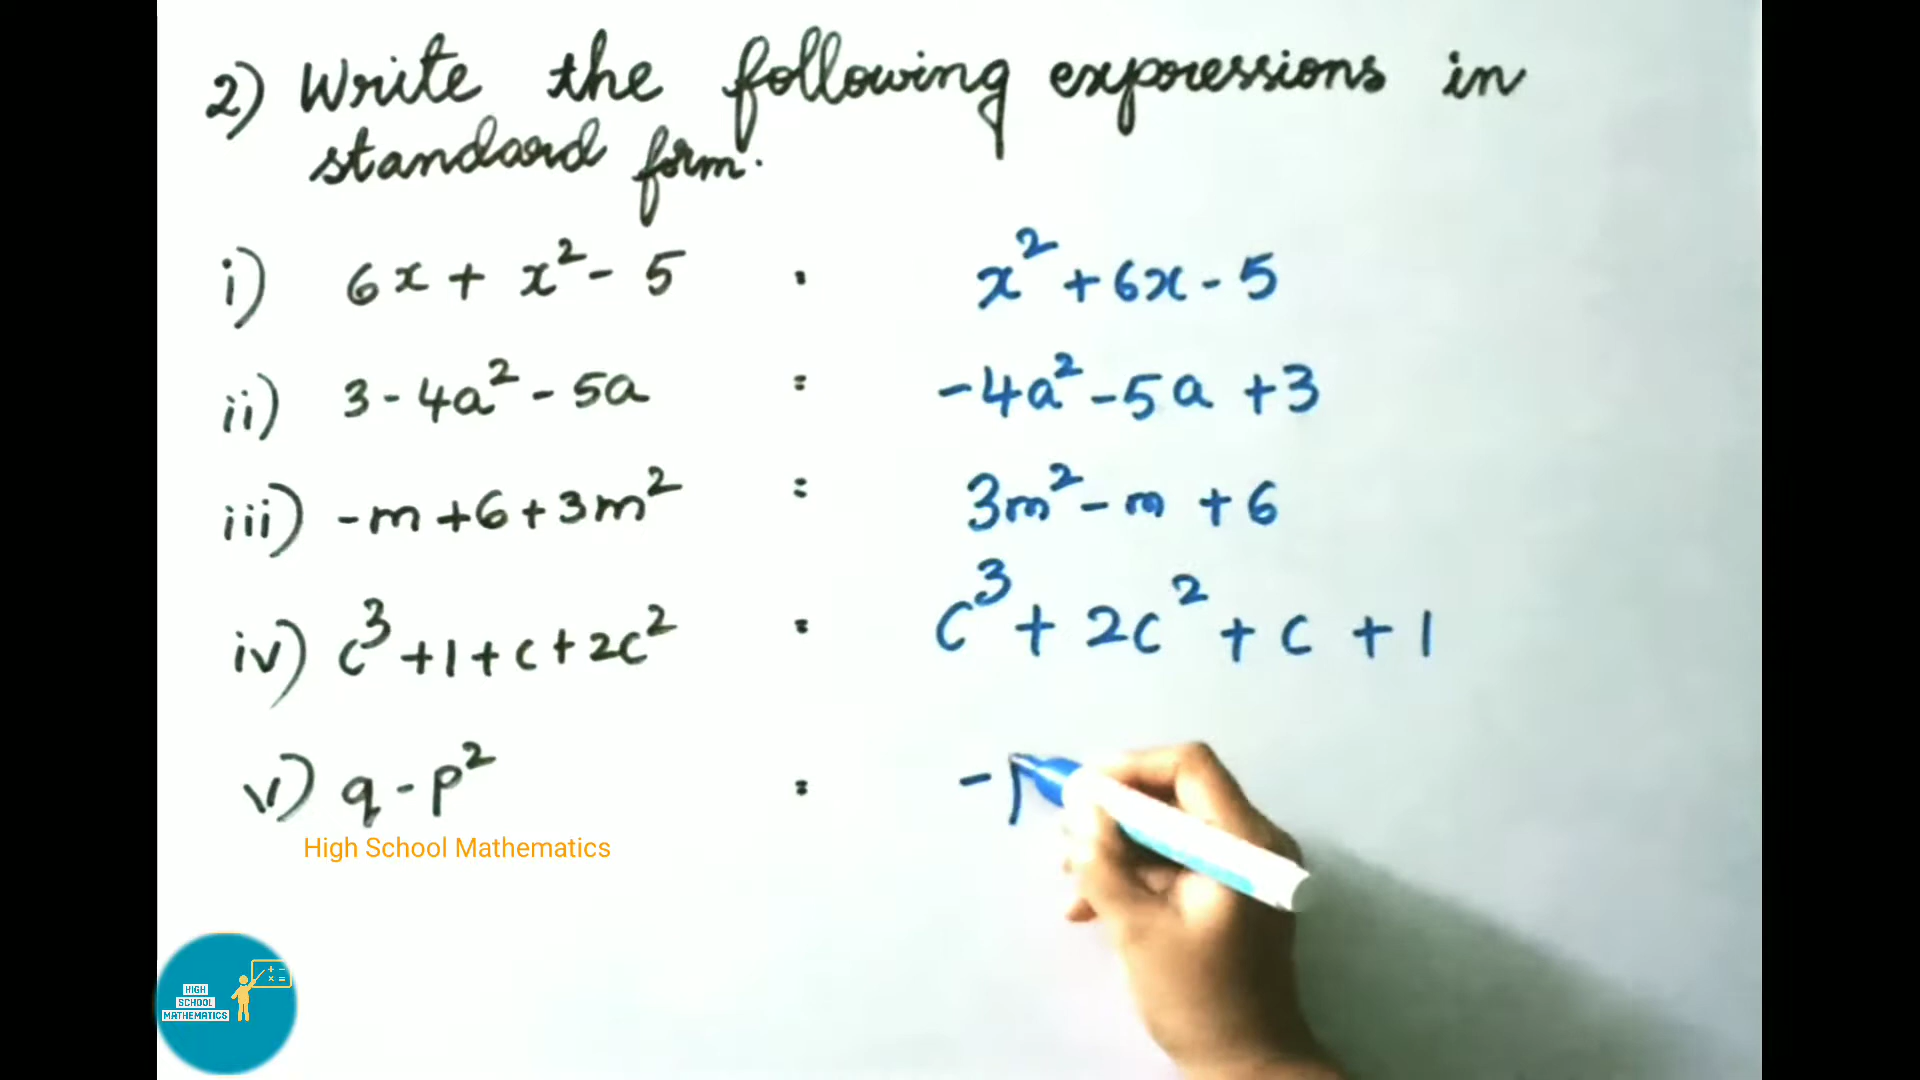 2) Write the following expressions in
standard form.
i) 6x + x² - 5 = x² + 6x - 5
ii) 3 - 4a² - 5a = -4a² - 5a + 3
iii) -m + 6 + 3m² = 3m² - m + 6
iv) c³ + 1 + c + 2c² = c³ + 2c² + c + 1
v) q - p² = -
High School Mathematics
HIGH
SCHOOL
MATHEMATICS